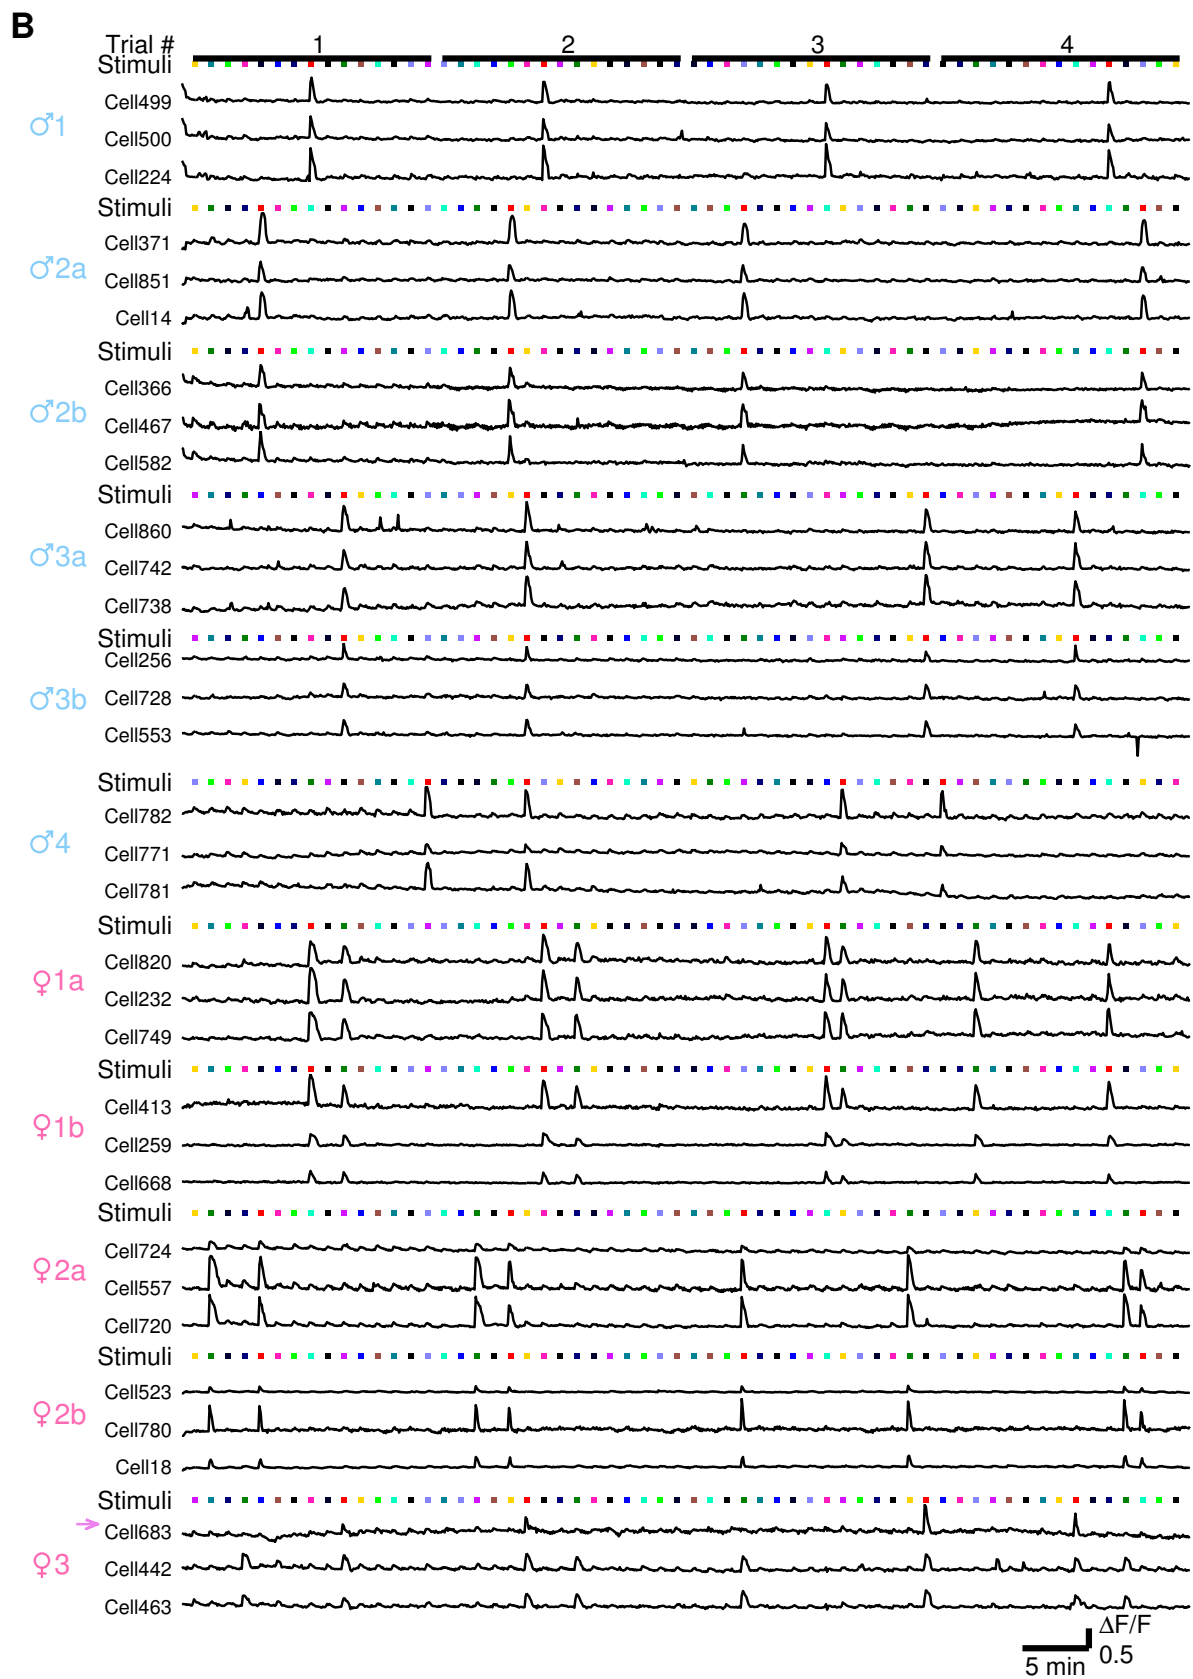 B
Trial # 1 2 3 4
Stimuli
Cell499
♂1
Cell500
Cell224
Stimuli
Cell371
♂2a
Cell851
Cell14
Stimuli
Cell366
♂2b
Cell467
Cell582
Stimuli
Cell860
♂3a
Cell742
Cell738
Stimuli
Cell256
♂3b
Cell728
Cell553
Stimuli
Cell782
♂4
Cell771
Cell781
Stimuli
Cell820
♀1a
Cell232
Cell749
Stimuli
Cell413
♀1b
Cell259
Cell668
Stimuli
Cell724
♀2a
Cell557
Cell720
Stimuli
Cell523
♀2b
Cell780
Cell18
Stimuli
Cell683
♀3
Cell442
Cell463
ΔF/F
0.5
5 min